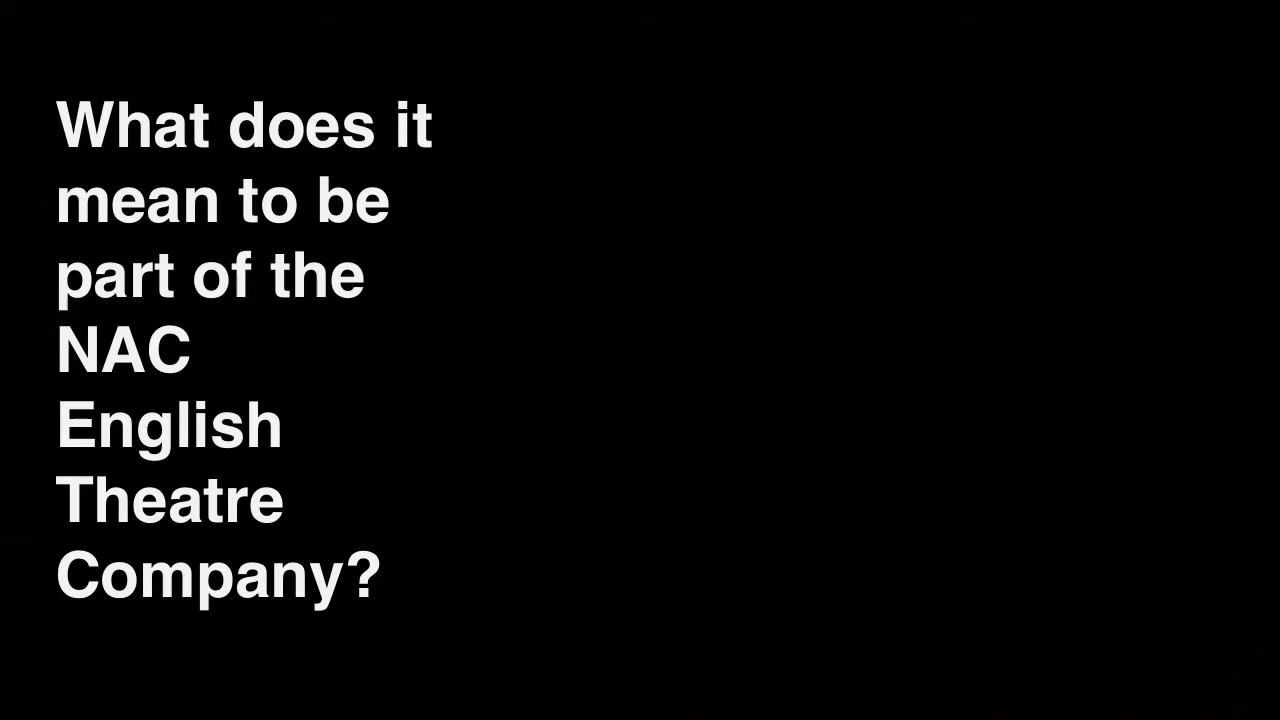 What does it
mean to be
part of the
NAC
English
Theatre
Company?